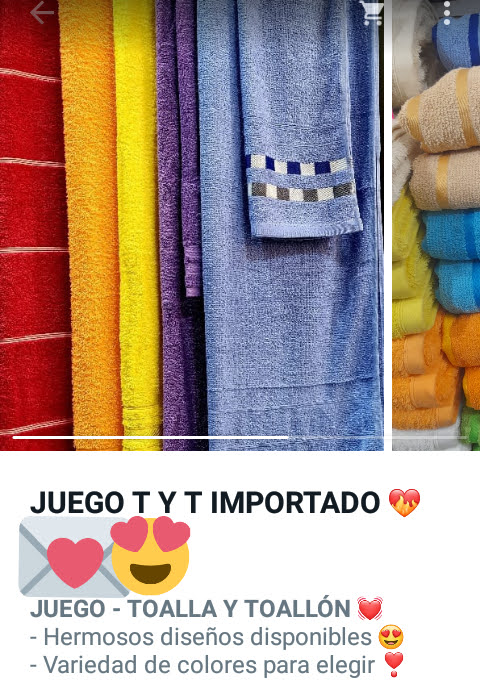 JUEGO T Y T IMPORTADO ❤️‍🔥
💌😍
JUEGO - TOALLA Y TOALLÓN 💓
- Hermosos diseños disponibles 😍
- Variedad de colores para elegir ❣️